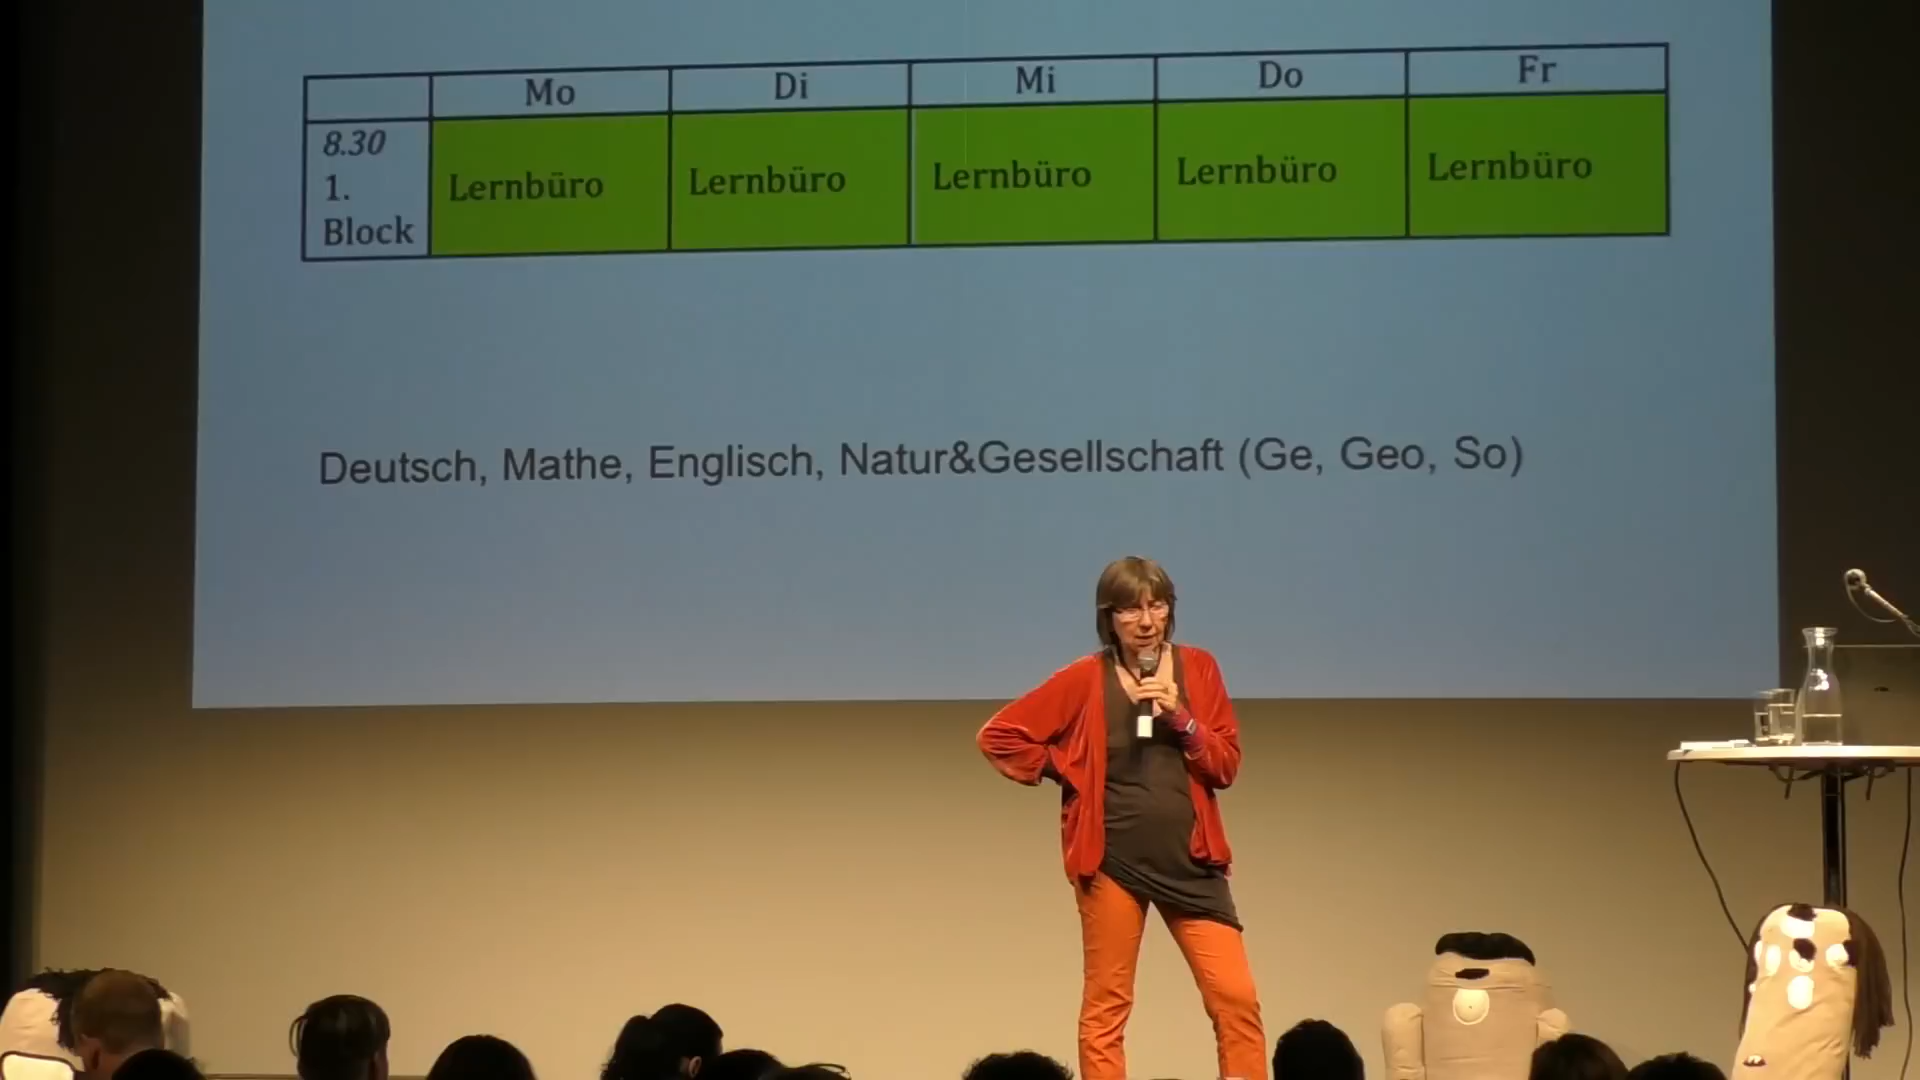 Mo Di Mi Do Fr
8.30
1.
Block
Lernbüro Lernbüro Lernbüro Lernbüro Lernbüro
Deutsch, Mathe, Englisch, Natur&Gesellschaft (Ge, Geo, So)